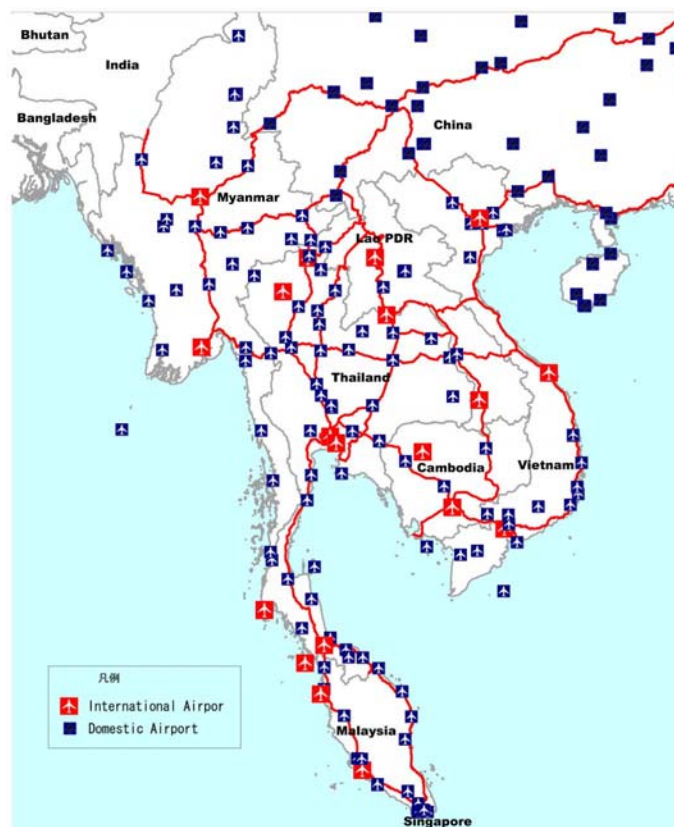 Bhutan
India
Bangladesh
China
Myanmar
Lao PDR
Thailand
Cambodia
Vietnam
凡例
International Airpor
Domestic Airport
Malaysia
Singapore